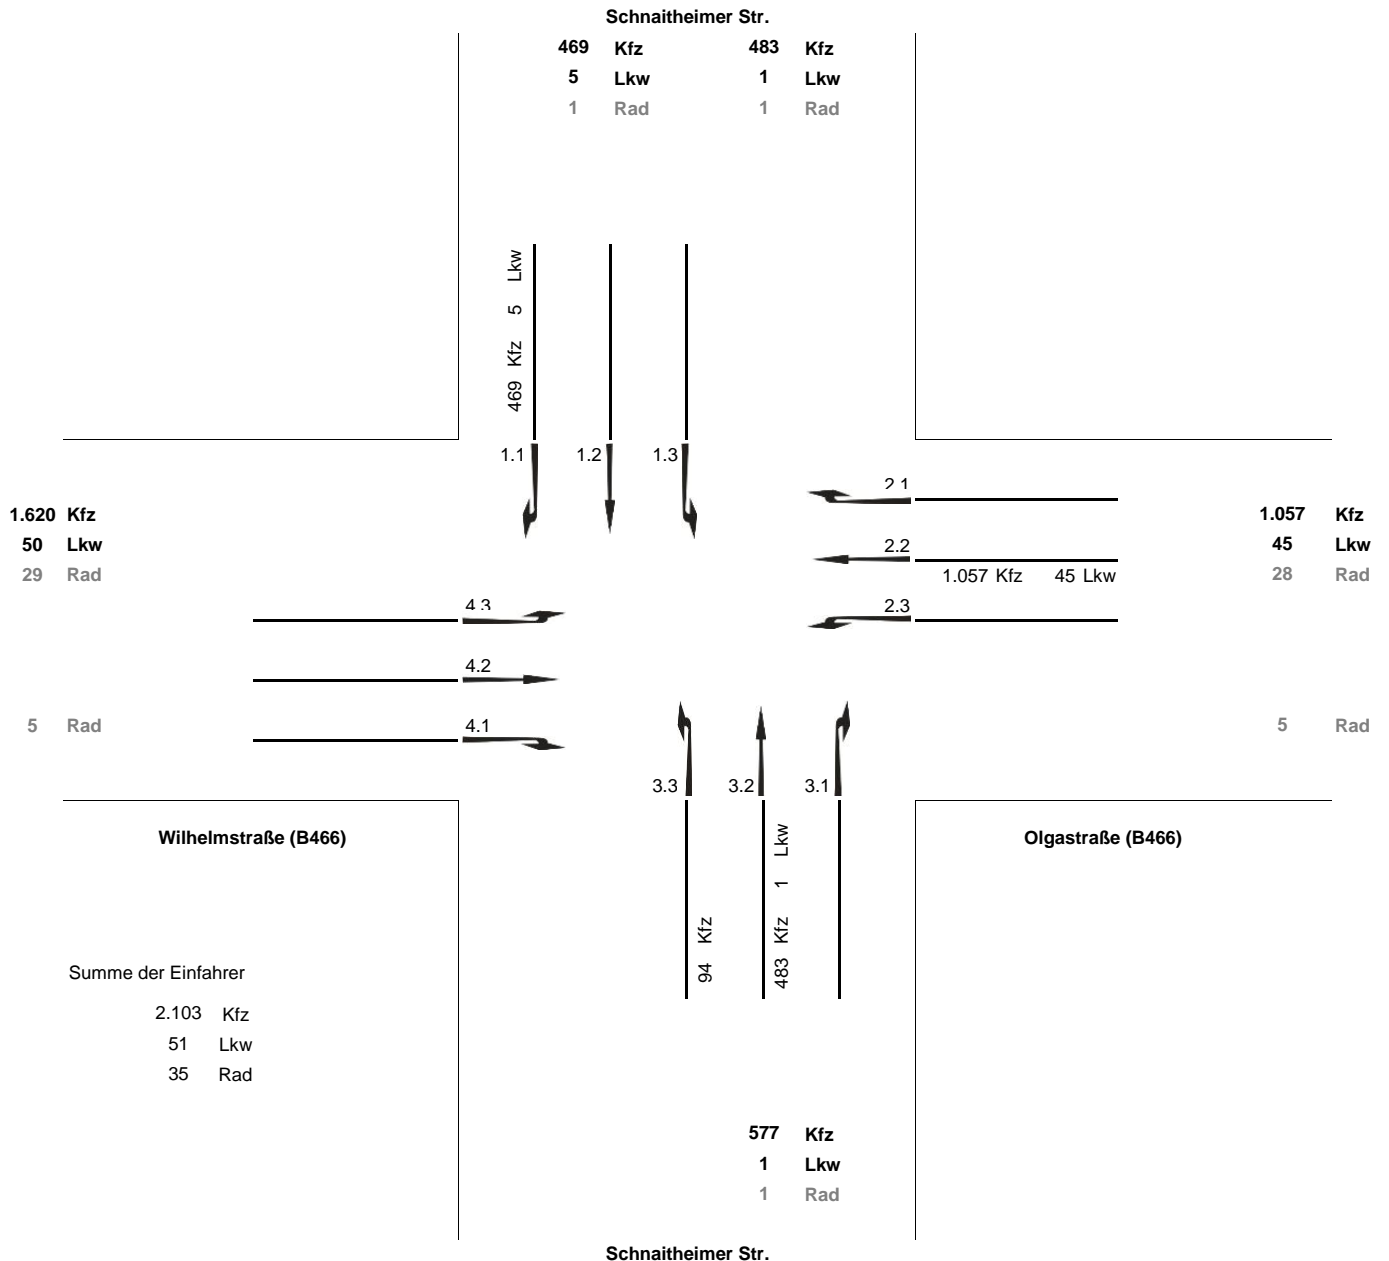 Schnaitheimer Str.
469 Kfz 483 Kfz
5 Lkw 1 Lkw
1 Rad 1 Rad
469 Kfz 5 Lkw
1.1 1.2 1.3
2.1
1.620 Kfz
50 Lkw
29 Rad
1.057 Kfz
45 Lkw
28 Rad
2.2
1.057 Kfz 45 Lkw
4.3
2.3
4.2
5 Rad
4.1
5 Rad
3.3 3.2 3.1
Wilhelmstraße (B466)
Olgastraße (B466)
94 Kfz
483 Kfz 1 Lkw
Summe der Einfahrer
2.103 Kfz
51 Lkw
35 Rad
577 Kfz
1 Lkw
1 Rad
Schnaitheimer Str.